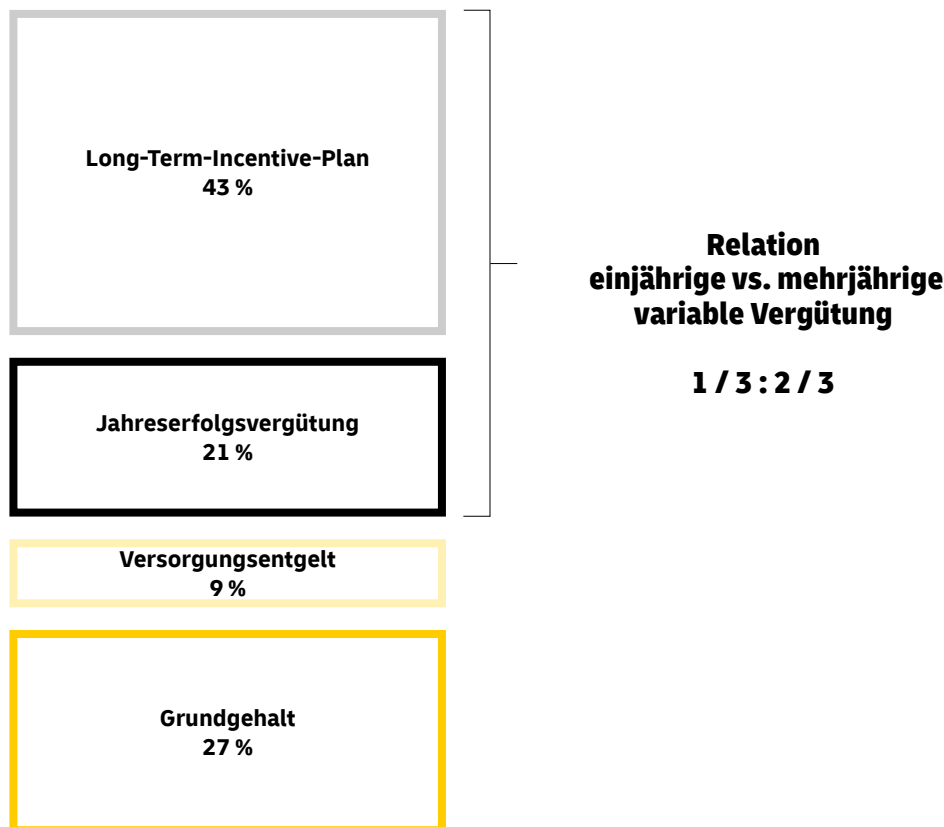 Long-Term-Incentive-Plan
43 %
Relation
einjährige vs. mehrjährige
variable Vergütung
1 / 3 : 2 / 3
Jahreserfolgsvergütung
21 %
Versorgungsentgelt
9 %
Grundgehalt
27 %